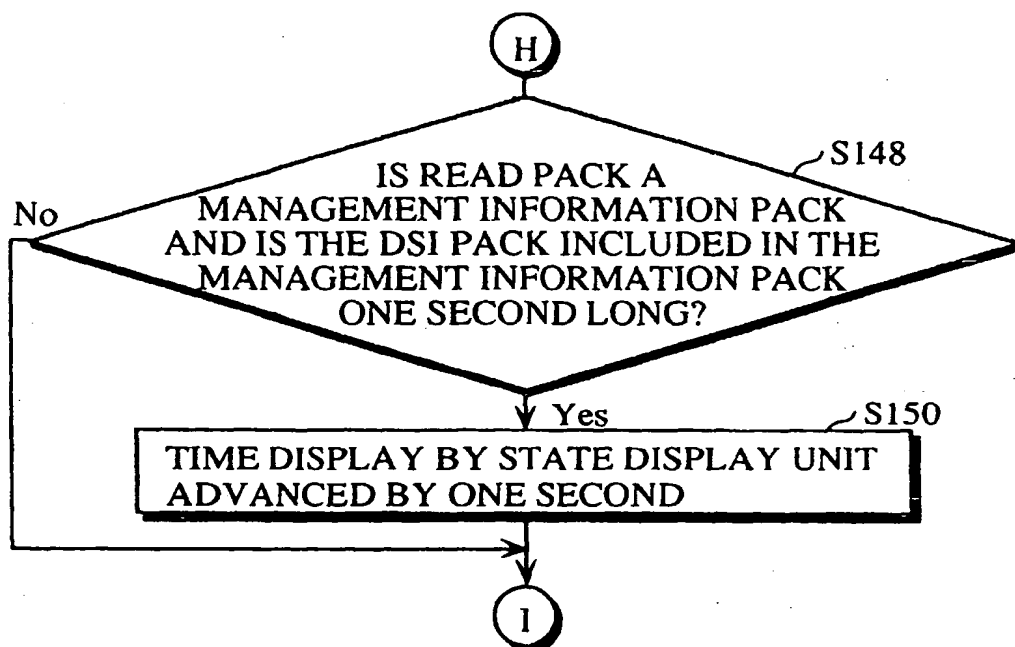 H
S148
IS READ PACK A
MANAGEMENT INFORMATION PACK
AND IS THE DSI PACK INCLUDED IN THE
MANAGEMENT INFORMATION PACK
ONE SECOND LONG?
No
Yes
S150
TIME DISPLAY BY STATE DISPLAY UNIT
ADVANCED BY ONE SECOND
I